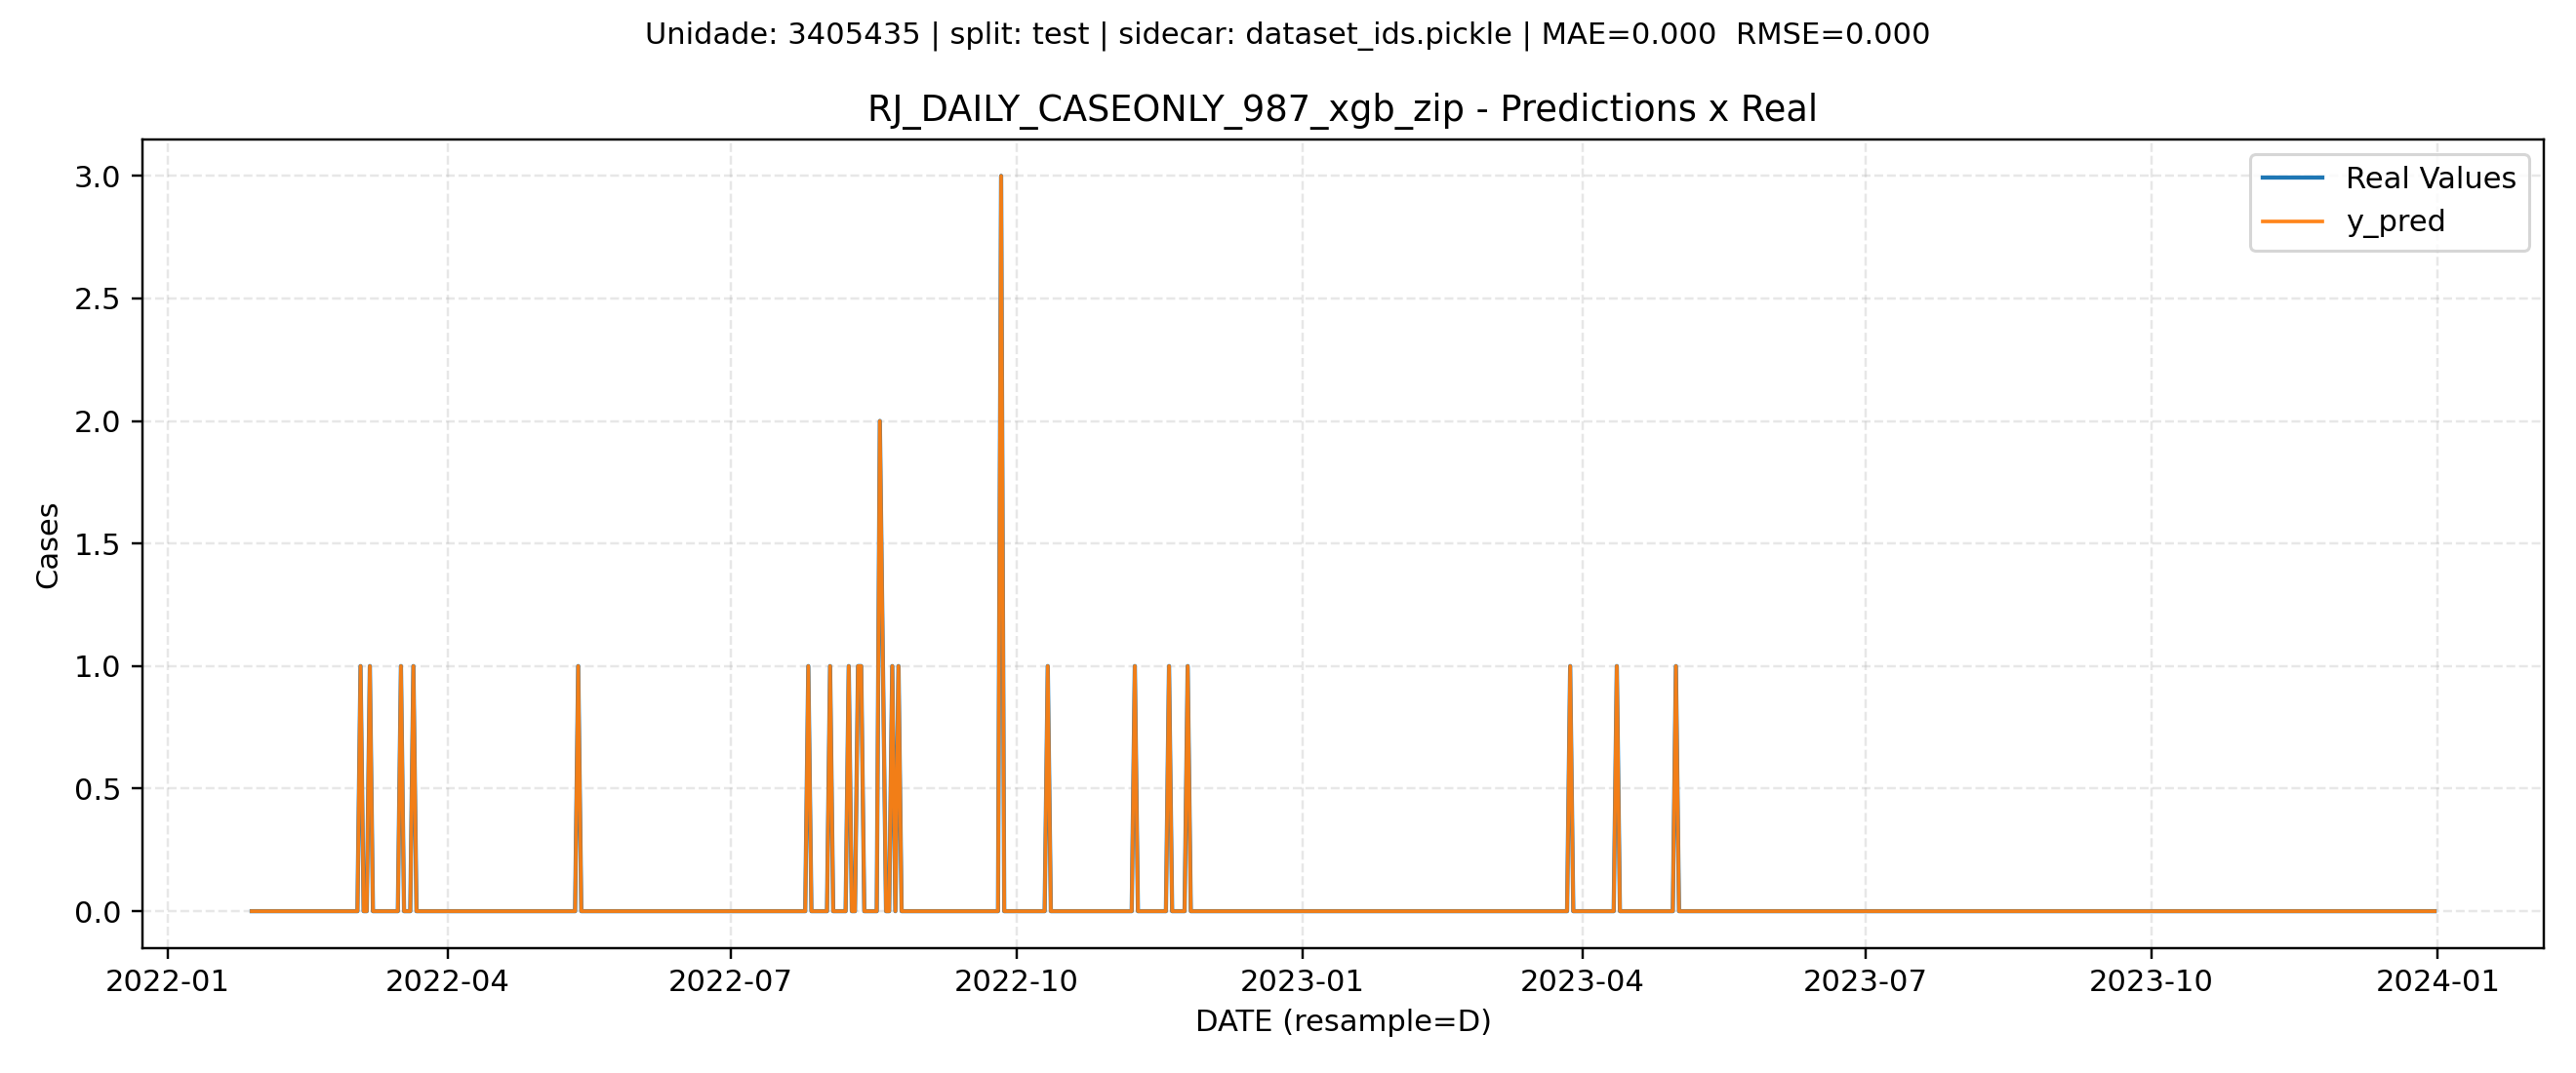 Unidade: 3405435 | split: test | sidecar: dataset_ids.pickle | MAE=0.000  RMSE=0.000
RJ_DAILY_CASEONLY_987_xgb_zip - Predictions x Real
Real Values
y_pred
Cases
3.0
2.5
2.0
1.5
1.0
0.5
0.0
2022-01 2022-04 2022-07 2022-10 2023-01 2023-04 2023-07 2023-10 2024-01
DATE (resample=D)